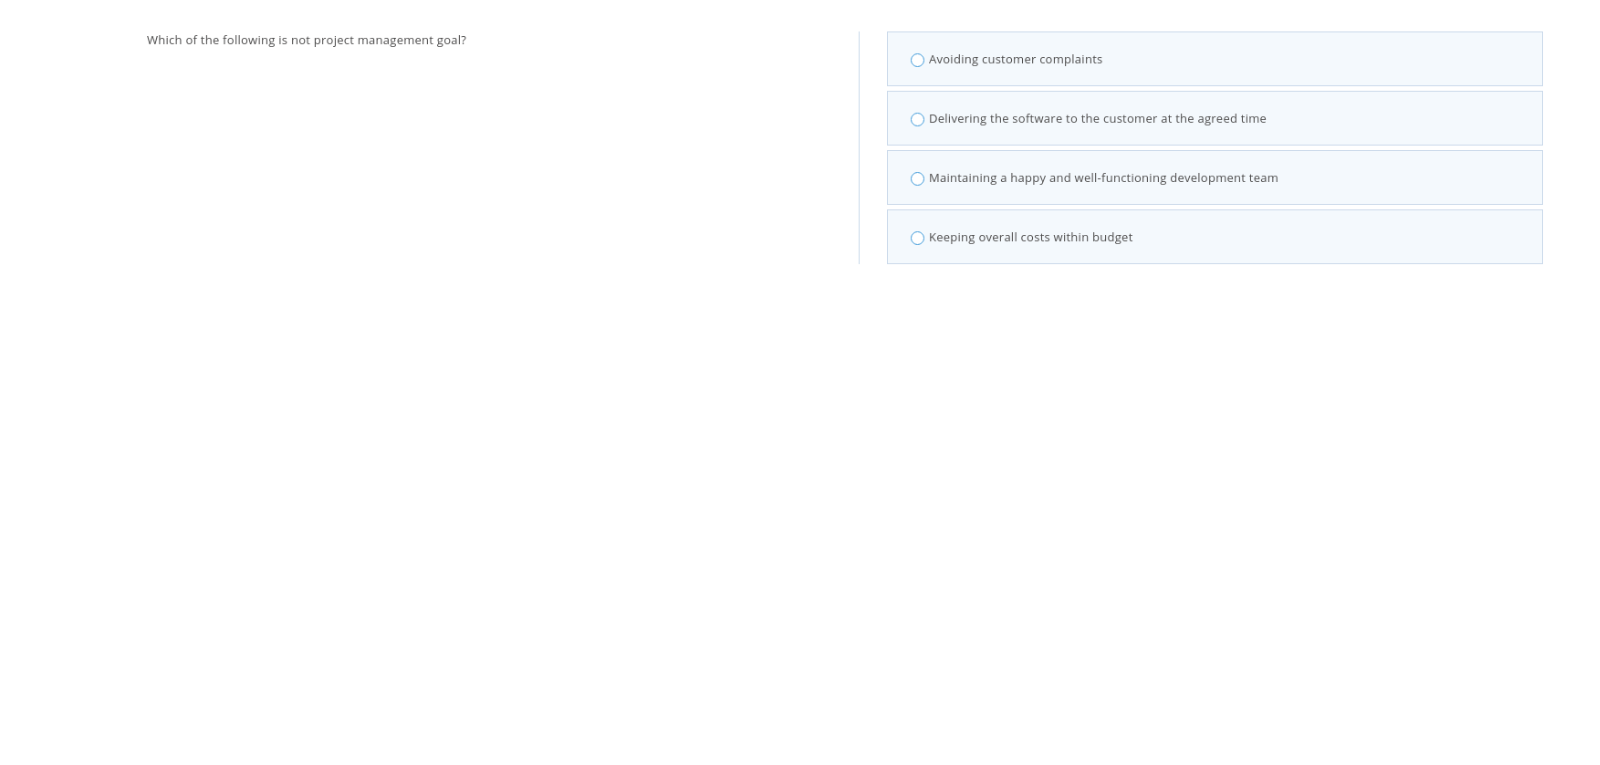 Which of the following is not project management goal?
Avoiding customer complaints
Delivering the software to the customer at the agreed time
Maintaining a happy and well-functioning development team
Keeping overall costs within budget